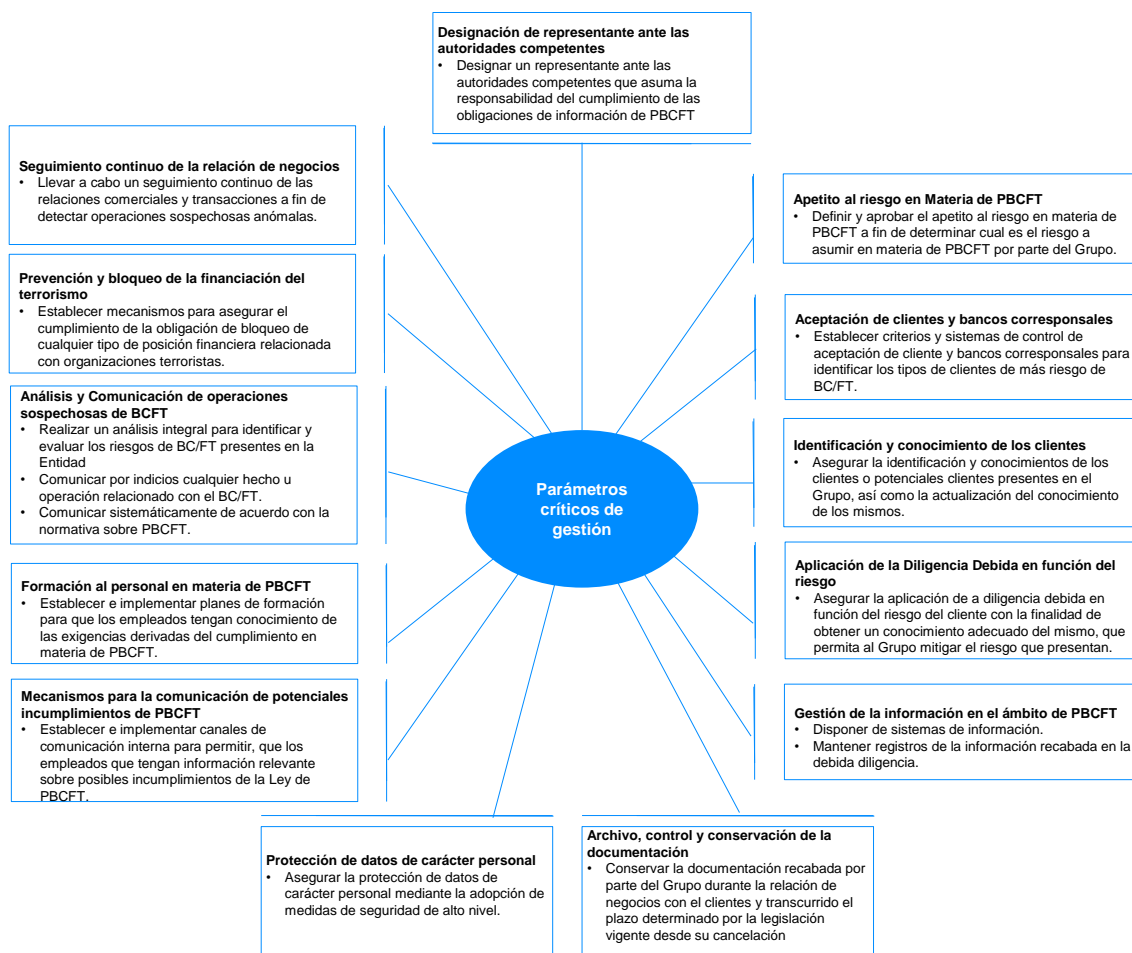 Designación de representante ante las
autoridades competentes
• Designar un representante ante las
autoridades competentes que asuma la
responsabilidad del cumplimiento de las
obligaciones de información de PBCFT
Seguimiento continuo de la relación de negocios
• Llevar a cabo un seguimiento continuo de las
relaciones comerciales y transacciones a fin de
detectar operaciones sospechosas anómalas.
Prevención y bloqueo de la financiación del
terrorismo
• Establecer mecanismos para asegurar el
cumplimiento de la obligación de bloqueo de
cualquier tipo de posición financiera relacionada
con organizaciones terroristas.
Análisis y Comunicación de operaciones
sospechosas de BCFT
• Realizar un análisis integral para identificar y
evaluar los riesgos de BC/FT presentes en la
Entidad
• Comunicar por indicios cualquier hecho u
operación relacionado con el BC/FT.
• Comunicar sistemáticamente de acuerdo con la
normativa sobre PBCFT.
Formación al personal en materia de PBCFT
• Establecer e implementar planes de formación
para que los empleados tengan conocimiento de
las exigencias derivadas del cumplimiento en
materia de PBCFT.
Mecanismos para la comunicación de potenciales
incumplimientos de PBCFT
• Establecer e implementar canales de
comunicación interna para permitir, que los
empleados que tengan información relevante
sobre posibles incumplimientos de la Ley de
PBCFT.
Parámetros
críticos de
gestión
Apetito al riesgo en Materia de PBCFT
• Definir y aprobar el apetito al riesgo en materia de
PBCFT a fin de determinar cual es el riesgo a
asumir en materia de PBCFT por parte del Grupo.
Aceptación de clientes y bancos corresponsales
• Establecer criterios y sistemas de control de
aceptación de cliente y bancos corresponsales para
identificar los tipos de clientes de más riesgo de
BC/FT.
Identificación y conocimiento de los clientes
• Asegurar la identificación y conocimientos de los
clientes o potenciales clientes presentes en el
Grupo, así como la actualización del conocimiento
de los mismos.
Aplicación de la Diligencia Debida en función del
riesgo
• Asegurar la aplicación de a diligencia debida en
función del riesgo del cliente con la finalidad de
obtener un conocimiento adecuado del mismo, que
permita al Grupo mitigar el riesgo que presentan.
Gestión de la información en el ámbito de PBCFT
• Disponer de sistemas de información.
• Mantener registros de la información recabada en la
debida diligencia.
Protección de datos de carácter personal
• Asegurar la protección de datos de
carácter personal mediante la adopción de
medidas de seguridad de alto nivel.
Archivo, control y conservación de la
documentación
• Conservar la documentación recabada por
parte del Grupo durante la relación de
negocios con el clientes y transcurrido el
plazo determinado por la legislación
vigente desde su cancelación